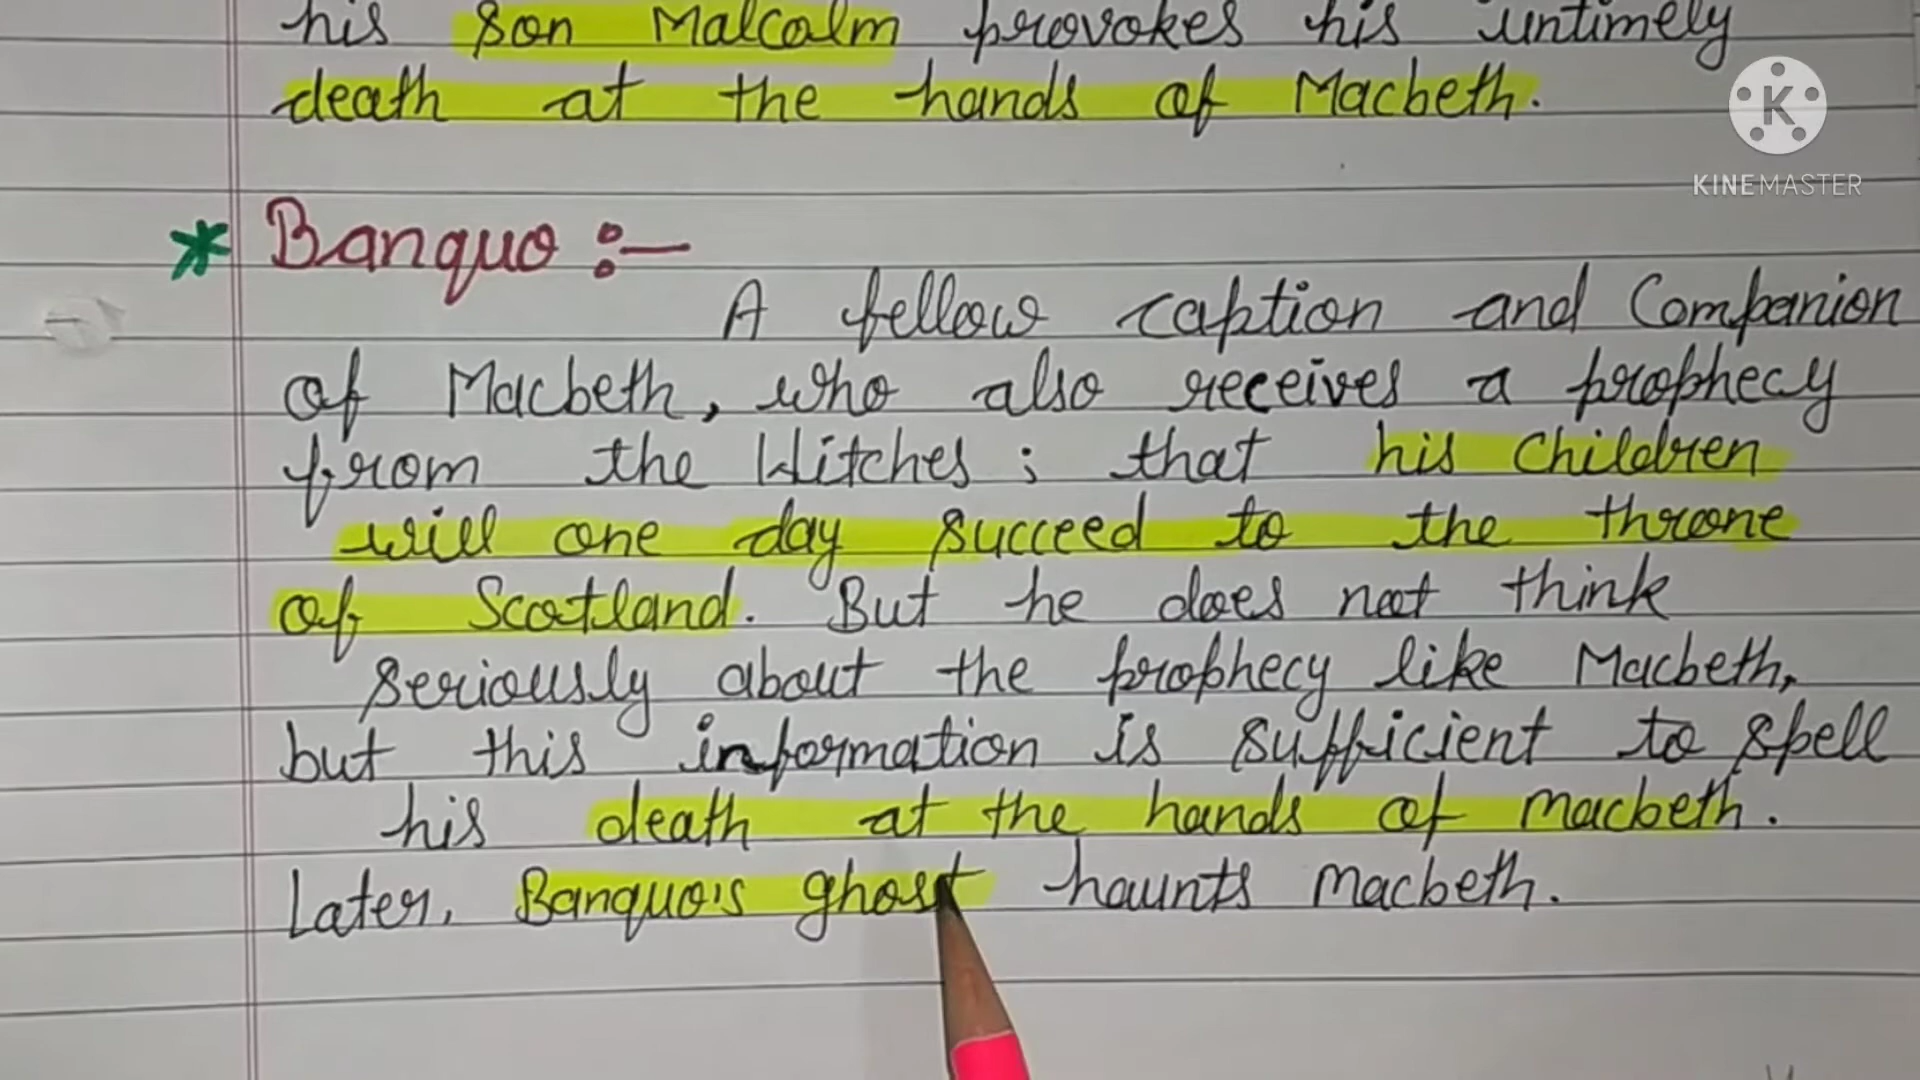 his son Malcolm provokes his untimely
death at the hands of Macbeth.
K
KINEMASTER
* Banquo :-
A fellow caption and Companion
of Macbeth, who also receives a prophecy
from the Witches ; that his children
will one day succeed to the throne
of Scotland. But he does not think
seriously about the prophecy like Macbeth,
but this information is sufficient to spell
his death at the hands of macbeth.
Later, Banquo's ghost haunts macbeth.